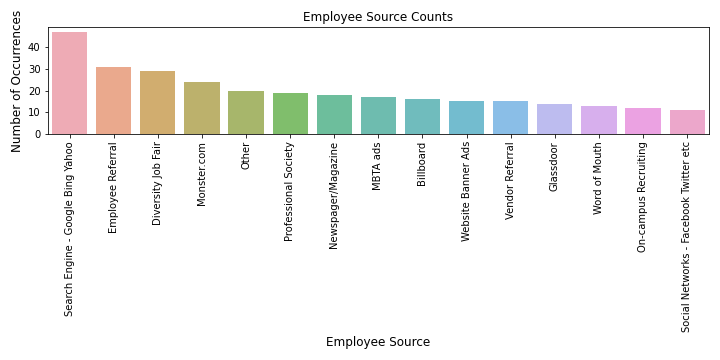 Employee Source Counts
Number of Occurrences
40
30
20
10
0
Search Engine - Google Bing Yahoo
Employee Referral
Diversity Job Fair
Monster.com
Other
Professional Society
Newspager/Magazine
MBTA ads
Billboard
Website Banner Ads
Vendor Referral
Glassdoor
Word of Mouth
On-campus Recruiting
Social Networks - Facebook Twitter etc
Employee Source